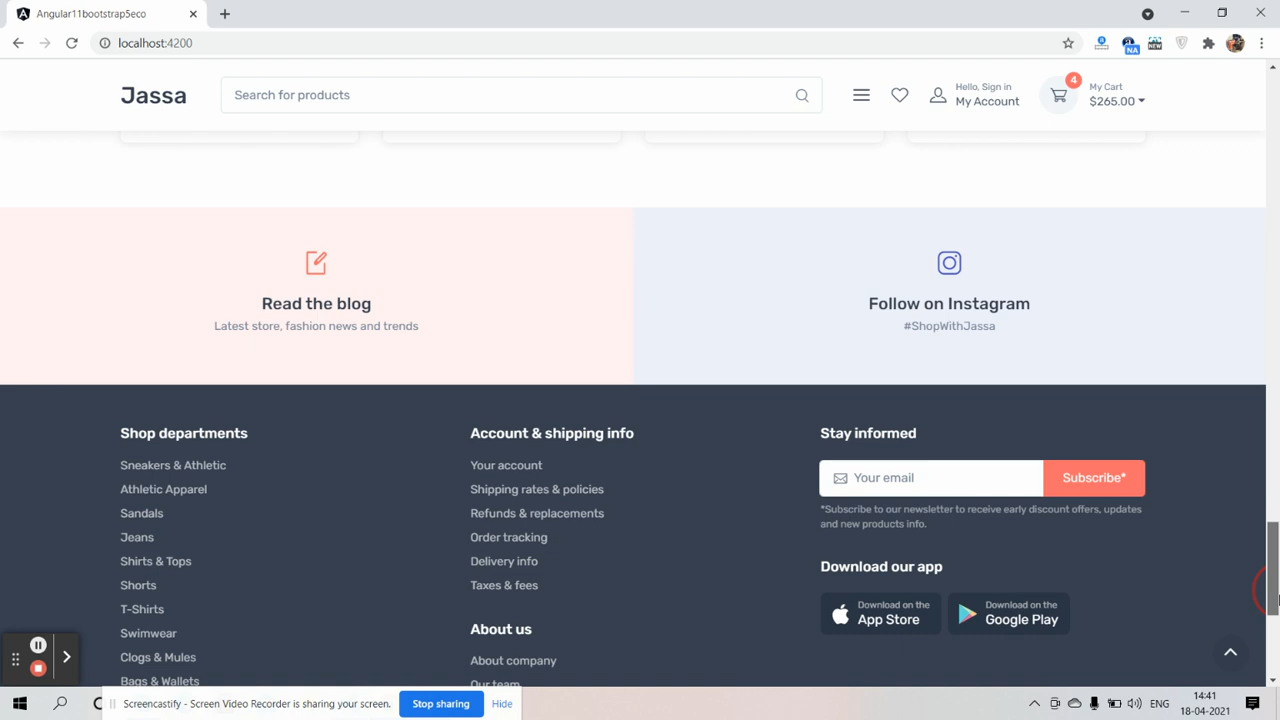 Angular11bootstrap5eco
localhost:4200
NA
NEW
Jassa
Search for products
Hello, Sign in
My Account
4
My Cart
$265.00
Read the blog
Latest store, fashion news and trends
Follow on Instagram
#ShopWithJassa
Shop departments
Sneakers & Athletic
Athletic Apparel
Sandals
Jeans
Shirts & Tops
Shorts
T-Shirts
Swimwear
Clogs & Mules
Bags & Wallets
Account & shipping info
Your account
Shipping rates & policies
Refunds & replacements
Order tracking
Delivery info
Taxes & fees
About us
About company
Our team
Stay informed
Your email
Subscribe*
*Subscribe to our newsletter to receive early discount offers, updates
and new products info.
Download our app
Download on the
App Store
Download on the
Google Play
Screencastify - Screen Video Recorder is sharing your screen.
Stop sharing
Hide
ENG
14:41
18-04-2021